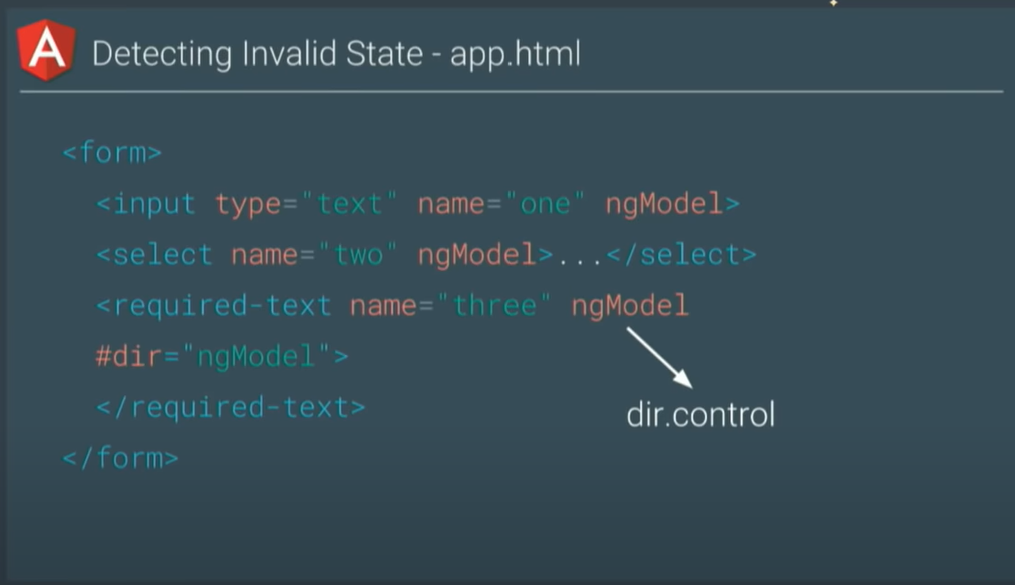 Detecting Invalid State - app.html
<form>
<input type="text" name="one" ngModel>
<select name="two" ngModel>...</select>
<required-text name="three" ngModel
#dir="ngModel">
</required-text>
dir.control
</form>